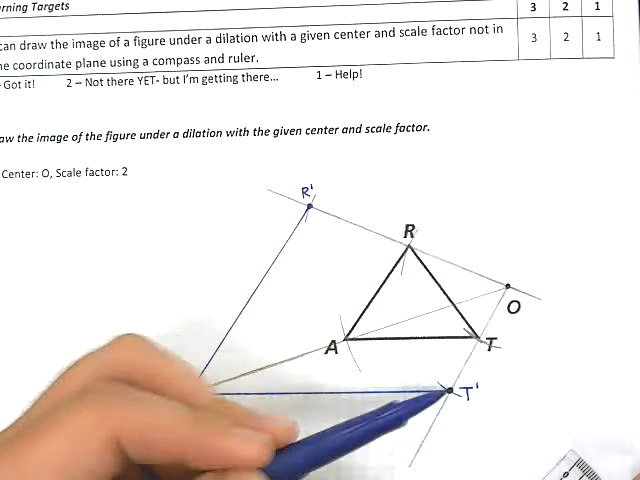 rning Targets 3 2 1
can draw the image of a figure under a dilation with a given center and scale factor not in 3 2 1
he coordinate plane using a compass and ruler.
Got it! 2 – Not there YET- but I'm getting there... 1 – Help!
aw the image of the figure under a dilation with the given center and scale factor.
Center: O, Scale factor: 2
R'
R
O
A
T
T'